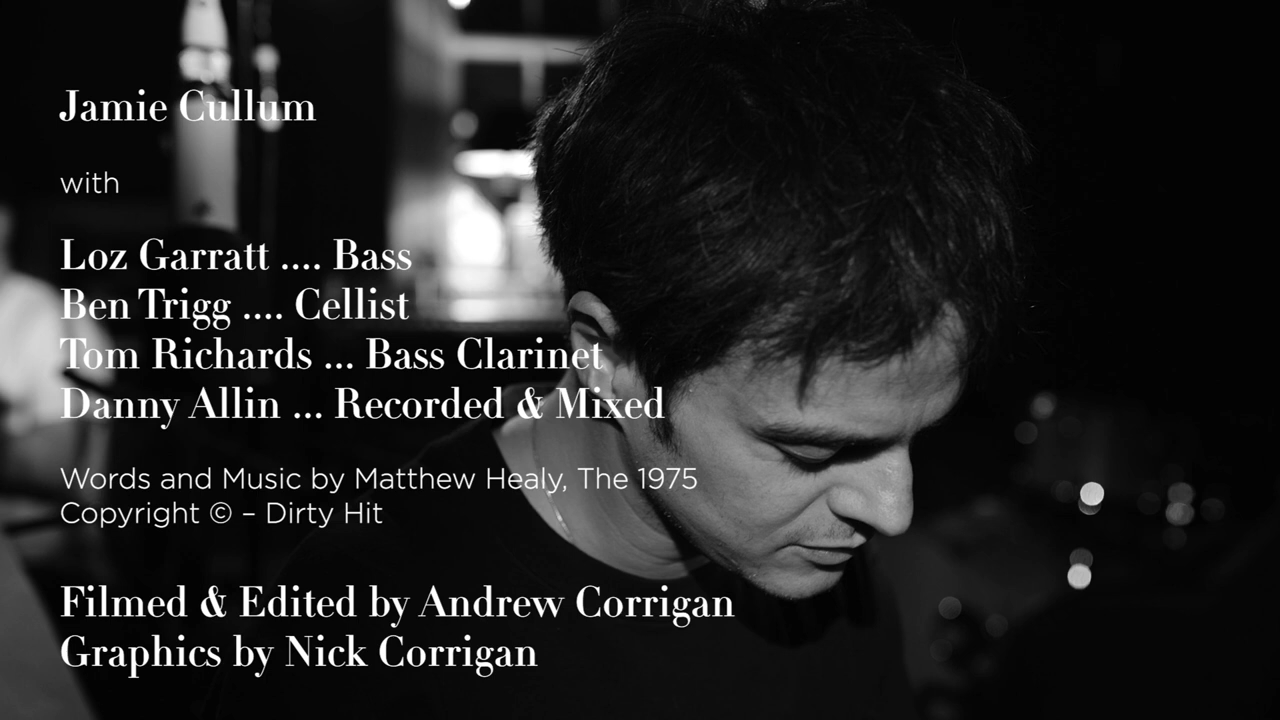 Jamie Cullum
with
Loz Garratt .... Bass
Ben Trigg .... Cellist
Tom Richards ... Bass Clarinet
Danny Allin ... Recorded & Mixed
Words and Music by Matthew Healy, The 1975
Copyright © – Dirty Hit
Filmed & Edited by Andrew Corrigan
Graphics by Nick Corrigan